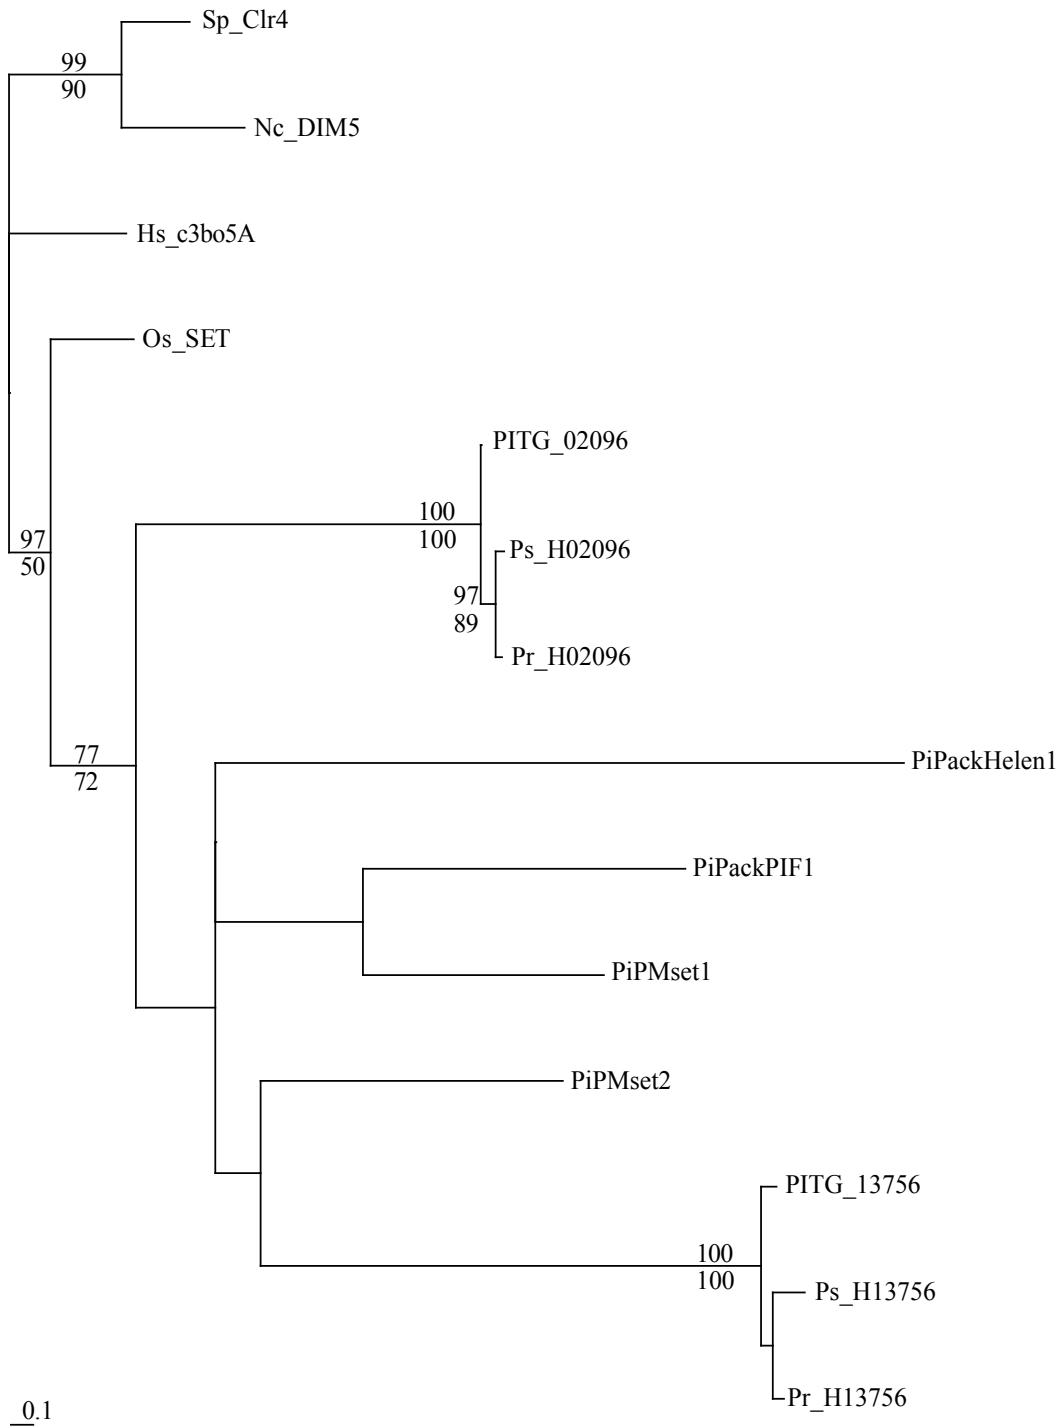 Sp_Clr4
99
90
Nc_DIM5
Hs_c3bo5A
Os_SET
PITG_02096
100
100
97
50
Ps_H02096
97
89
Pr_H02096
77
72
PiPackHelen1
PiPackPIF1
PiPMset1
PiPMset2
PITG_13756
100
100
Ps_H13756
Pr_H13756
0.1